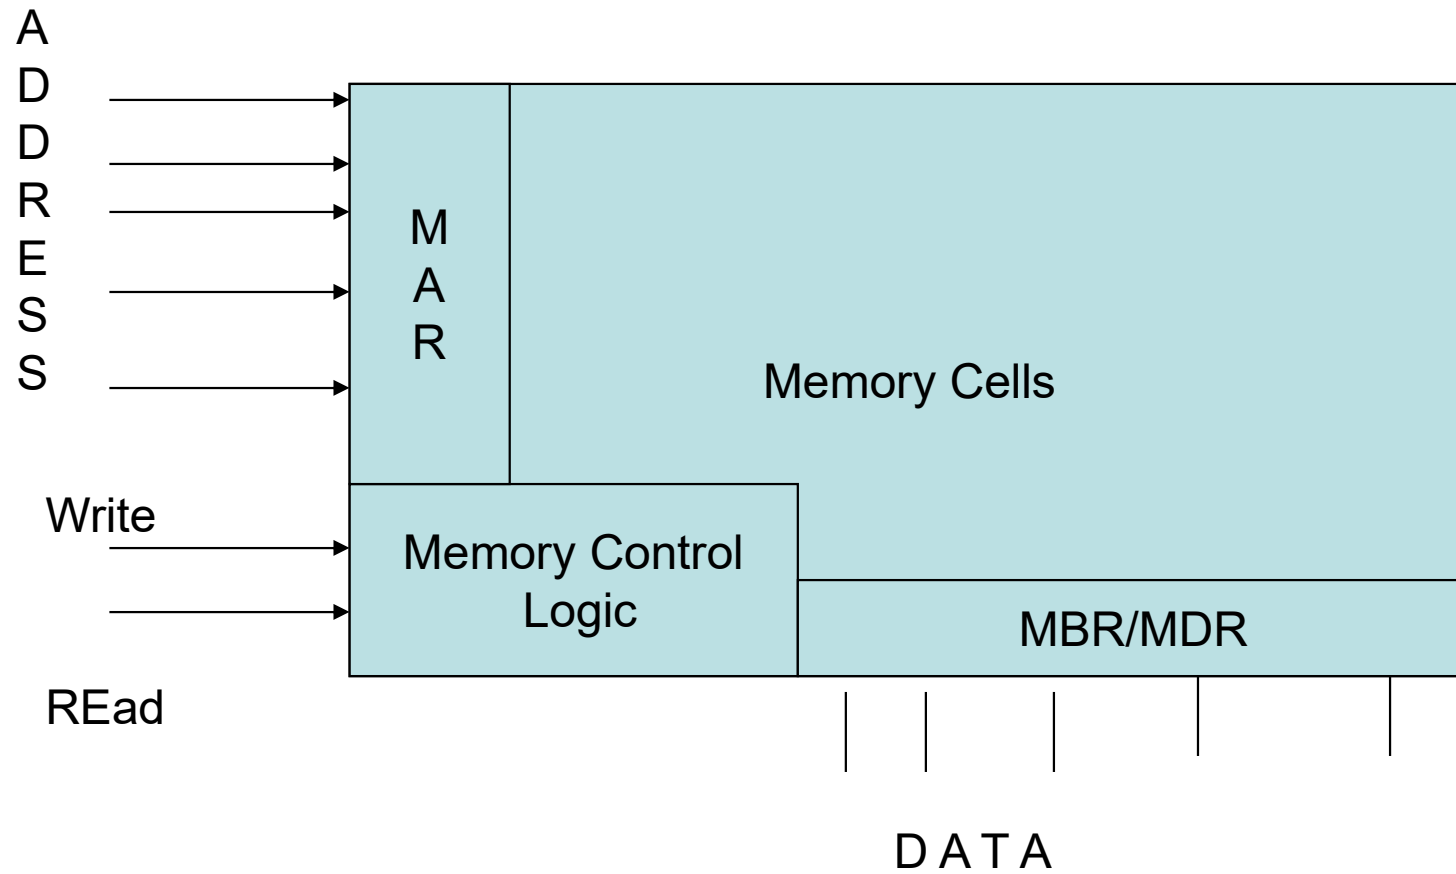 A
D
D
R
E
S
S
M
A
R
Memory Cells
Write
Memory Control
Logic
MBR/MDR
REad
D A T A